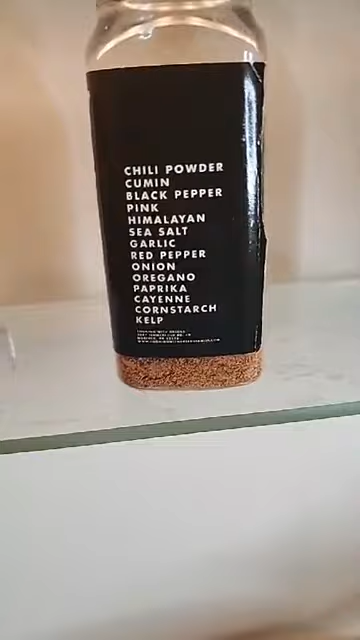 CHILI POWDER
CUMIN
BLACK PEPPER
PINK
HIMALAYAN
SEA SALT
GARLIC
RED PEPPER
ONION
OREGANO
PAPRIKA
CAYENNE
CORNSTARCH
KELP